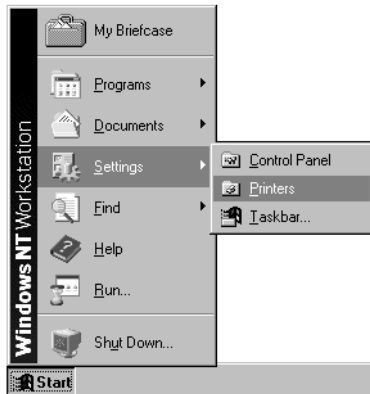 My Briefcase
Programs
Documents
Settings
Find
Help
Run...
Shut Down...
Control Panel
Printers
Taskbar...
Windows NT Workstation
Start